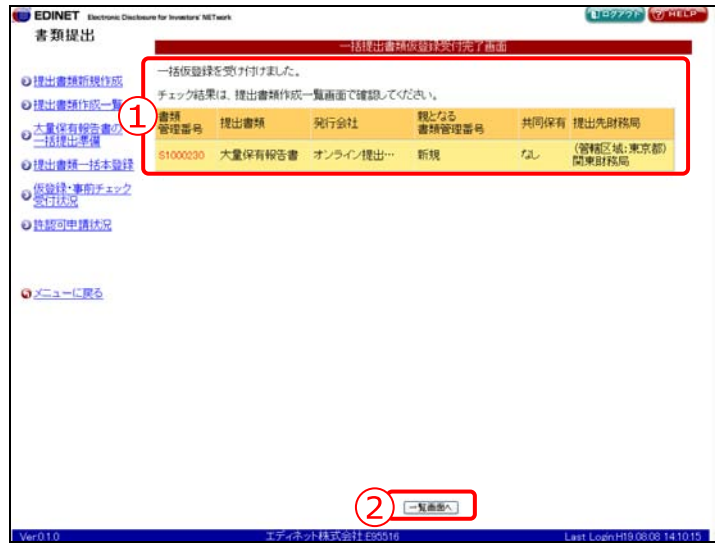 EDINET Electronic Disclosure for Investors' NETwork
ログアウト
HELP
書類提出
一括提出書類仮登録受付完了画面
提出書類新規作成
提出書類作成一覧
大量保有報告書の
一括提出準備
提出書類一括本登録
仮登録・事前チェック
受付状況
許認可申請状況
メニューに戻る
①
一括仮登録を受け付けました。
チェック結果は、提出書類作成一覧画面で確認してください。
書類管理番号 提出書類 発行会社 親となる書類管理番号 共同保有 提出先財務局
S1000230 大量保有報告書 オンライン提出… 新規 なし (管轄区域:東京都)関東財務局
②
一覧画面へ
Ver.0.1.0 エディネット株式会社 E95516 Last Login:H19.08.08 14:10:15